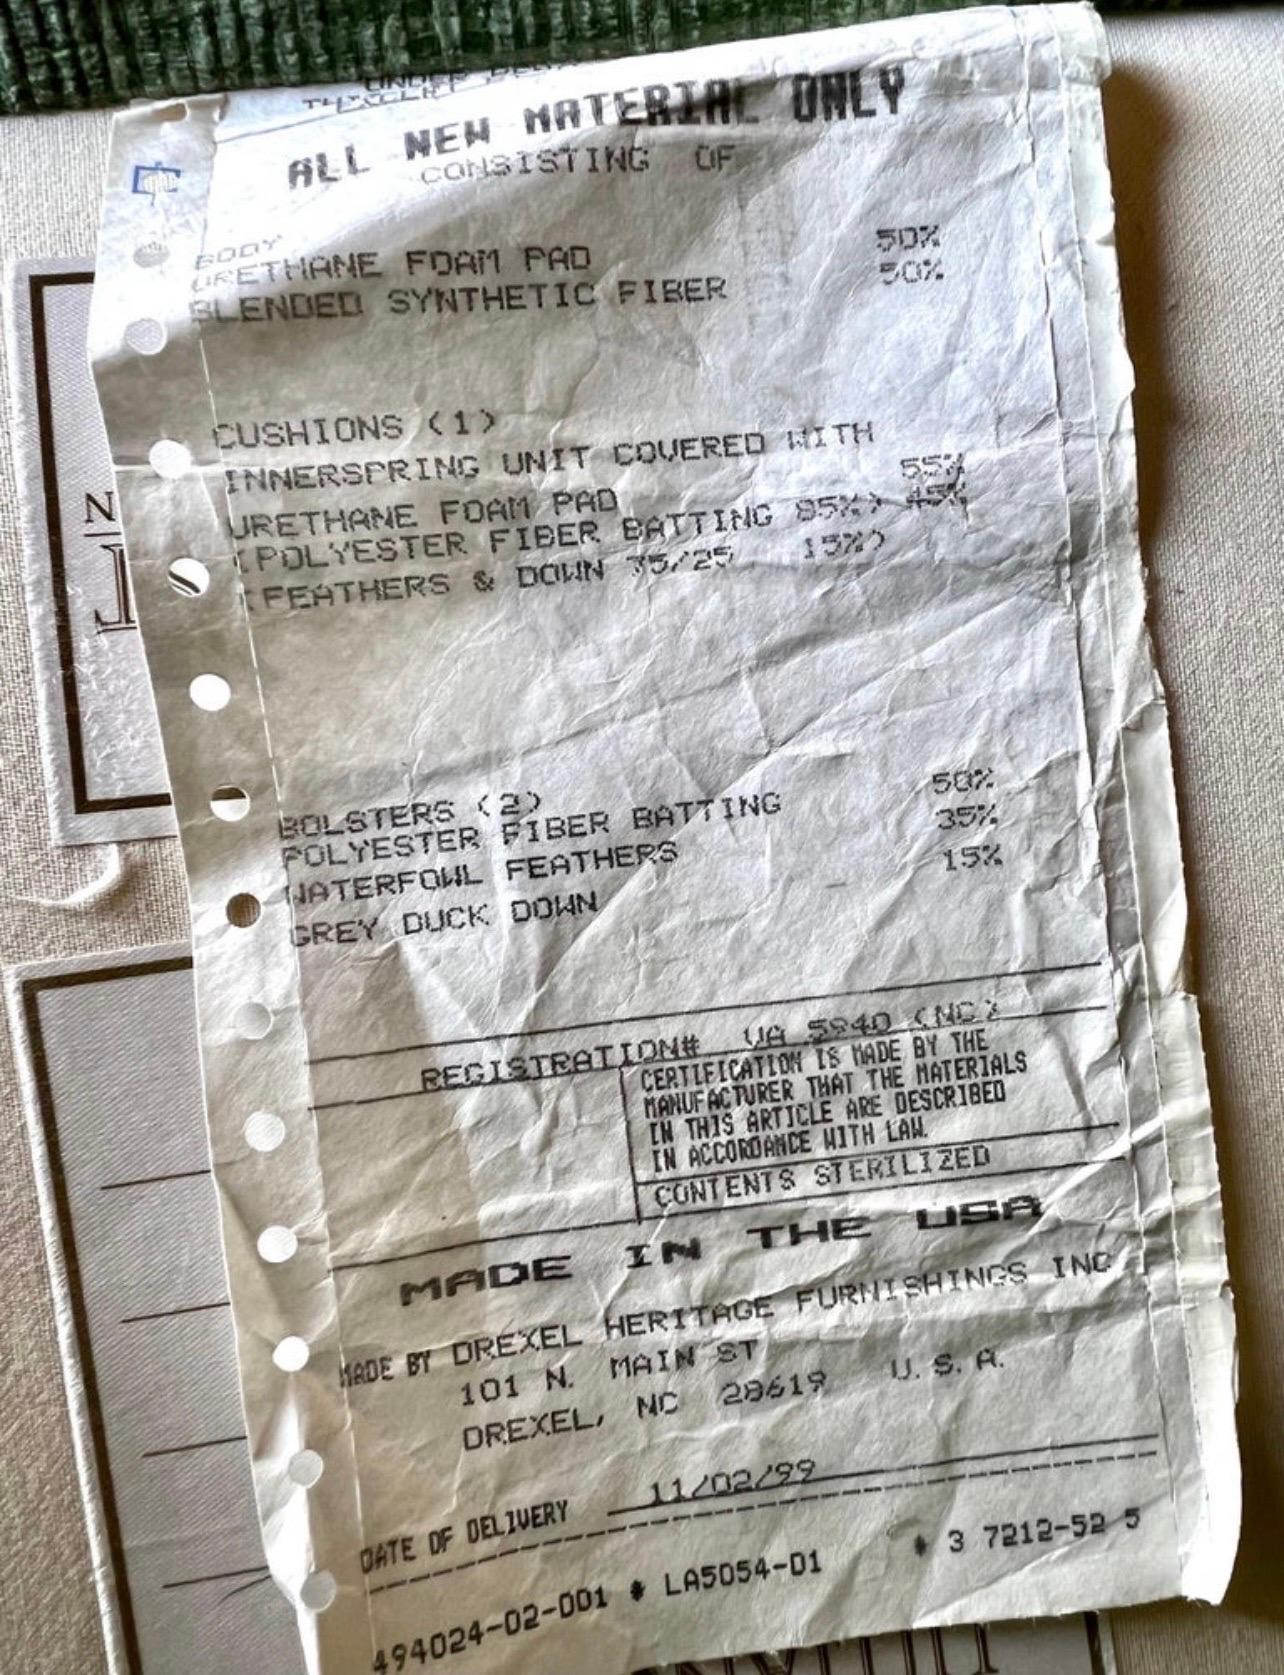 ALL NEW MATERIAL ONLY
CONSISTING OF
BODY
URETHANE FOAM PAD 50%
BLENDED SYNTHETIC FIBER 50%
CUSHIONS (1)
INNERSPRING UNIT COVERED WITH
URETHANE FOAM PAD 55%
(POLYESTER FIBER BATTING 85%) 45%
(FEATHERS & DOWN 75/25 15%)
BOLSTERS (2)
POLYESTER FIBER BATTING 50%
WATERFOWL FEATHERS 35%
GREY DUCK DOWN 15%
REGISTRATION# VA 5940 (NC)
CERTIFICATION IS MADE BY THE
MANUFACTURER THAT THE MATERIALS
IN THIS ARTICLE ARE DESCRIBED
IN ACCORDANCE WITH LAW.
CONTENTS STERILIZED
MADE IN THE USA
MADE BY DREXEL HERITAGE FURNISHINGS INC
101 N. MAIN ST
DREXEL, NC 28619 U.S.A.
DATE OF DELIVERY 11/02/99
494024-02-001 * LA5054-01 * 3 7212-52 5